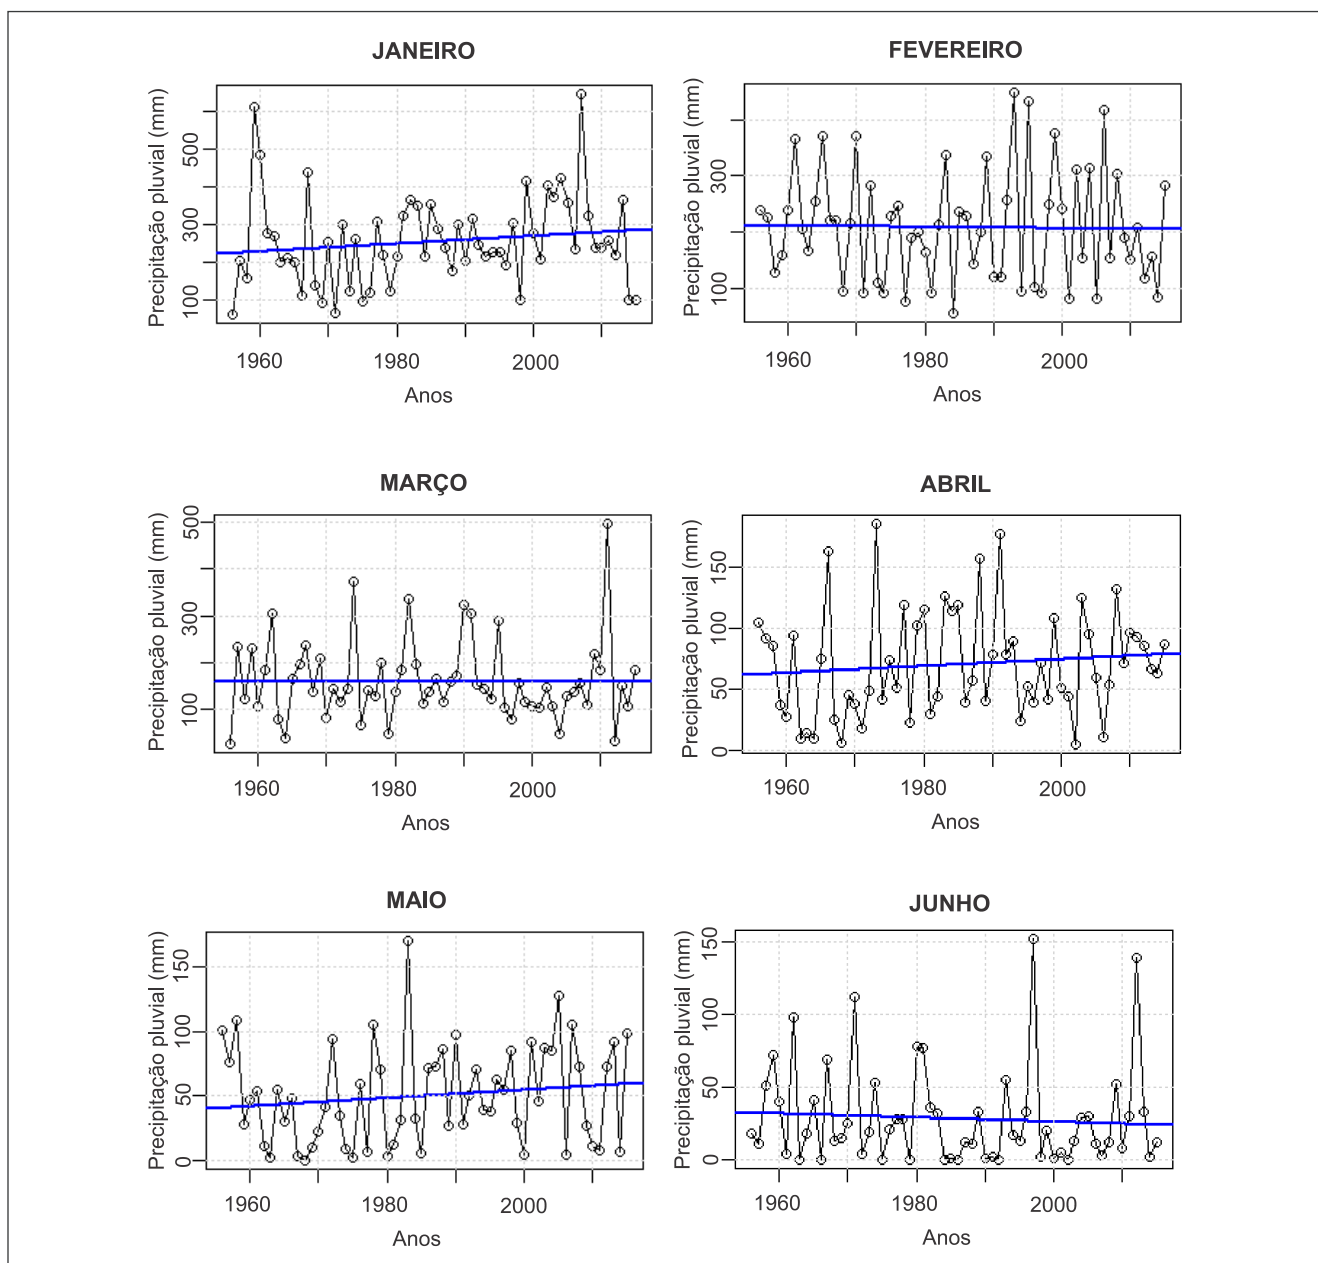 JANEIRO
Precipitação pluvial (mm)
500
300
100
1960 1980 2000
Anos
FEVEREIRO
Precipitação pluvial (mm)
300
100
1960 1980 2000
Anos
MARÇO
Precipitação pluvial (mm)
500
300
100
1960 1980 2000
Anos
ABRIL
Precipitação pluvial (mm)
150
100
50
0
1960 1980 2000
Anos
MAIO
Precipitação pluvial (mm)
150
100
50
0
1960 1980 2000
Anos
JUNHO
Precipitação pluvial (mm)
150
100
50
0
1960 1980 2000
Anos